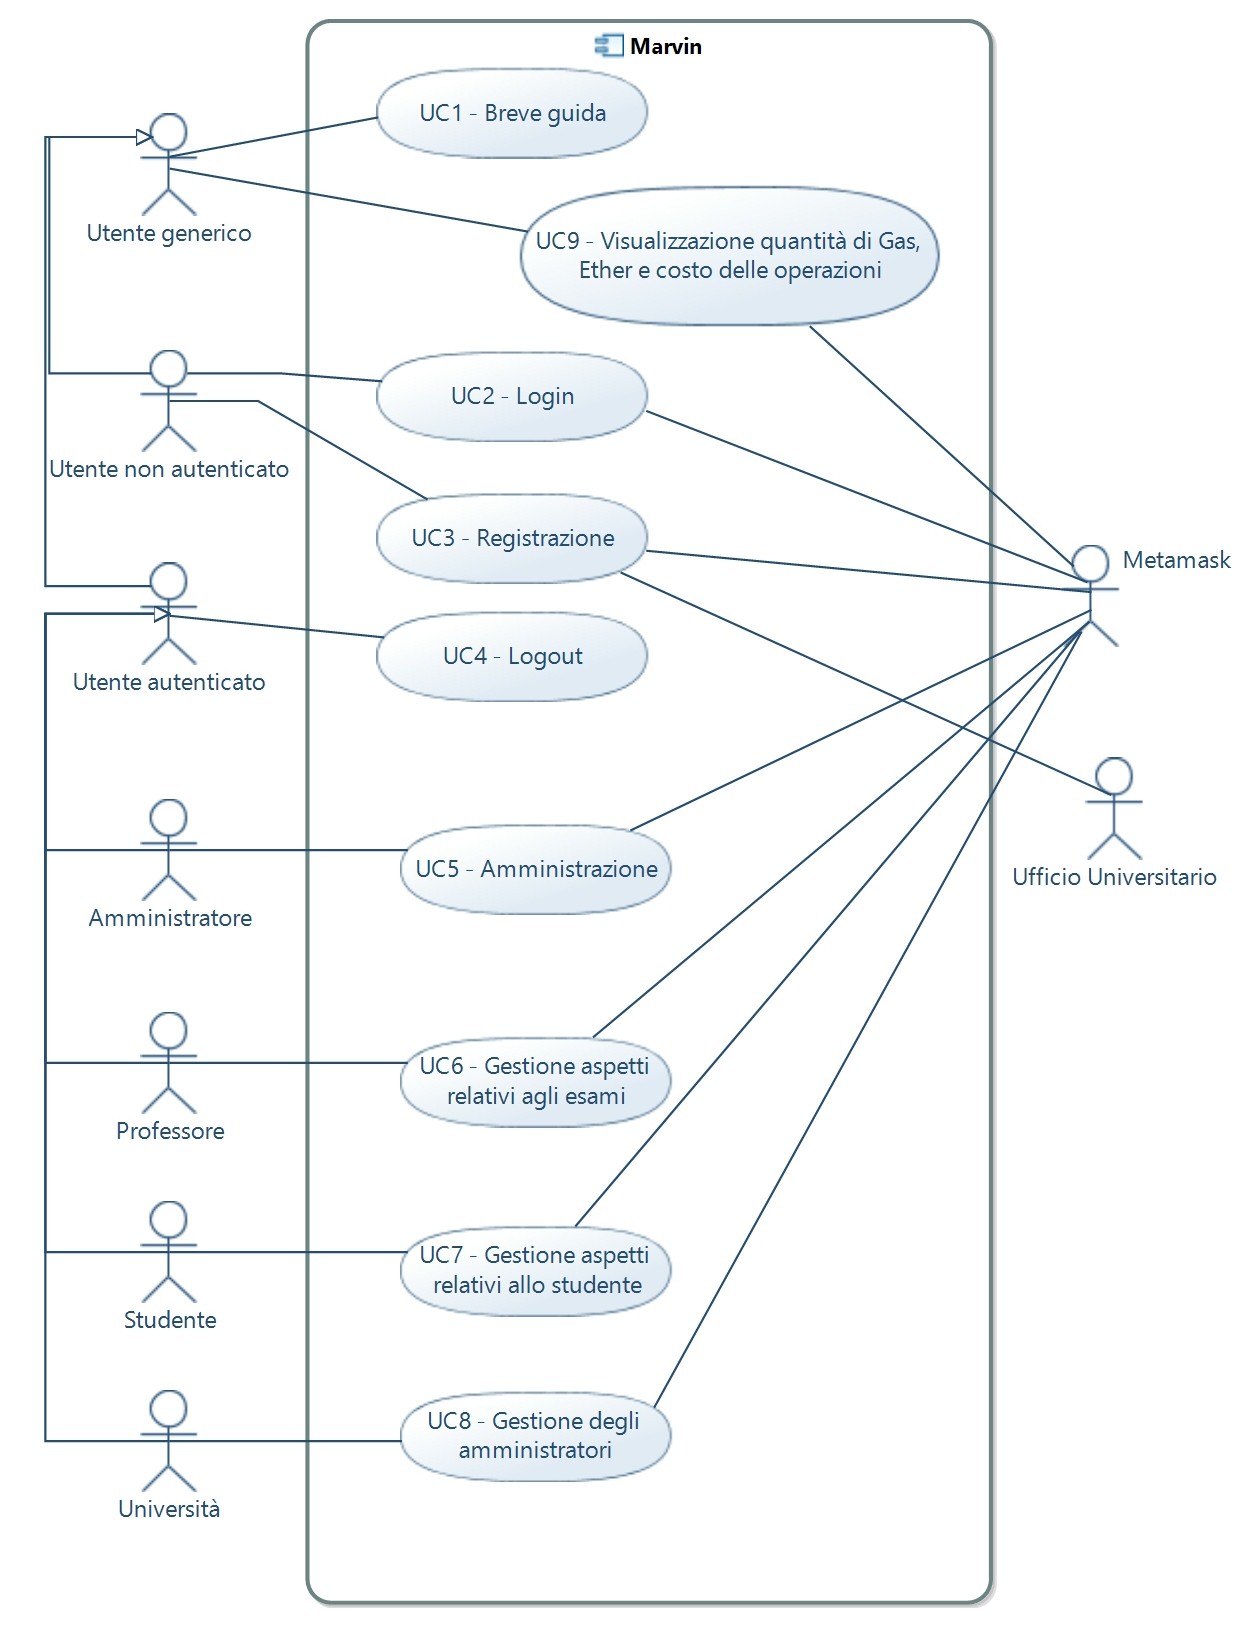 Marvin
UC1 - Breve guida
Utente generico
UC9 - Visualizzazione quantità di Gas,
Ether e costo delle operazioni
UC2 - Login
Utente non autenticato
UC3 - Registrazione
Metamask
UC4 - Logout
Utente autenticato
UC5 - Amministrazione
Ufficio Universitario
Amministratore
UC6 - Gestione aspetti
relativi agli esami
Professore
UC7 - Gestione aspetti
relativi allo studente
Studente
UC8 - Gestione degli
amministratori
Università